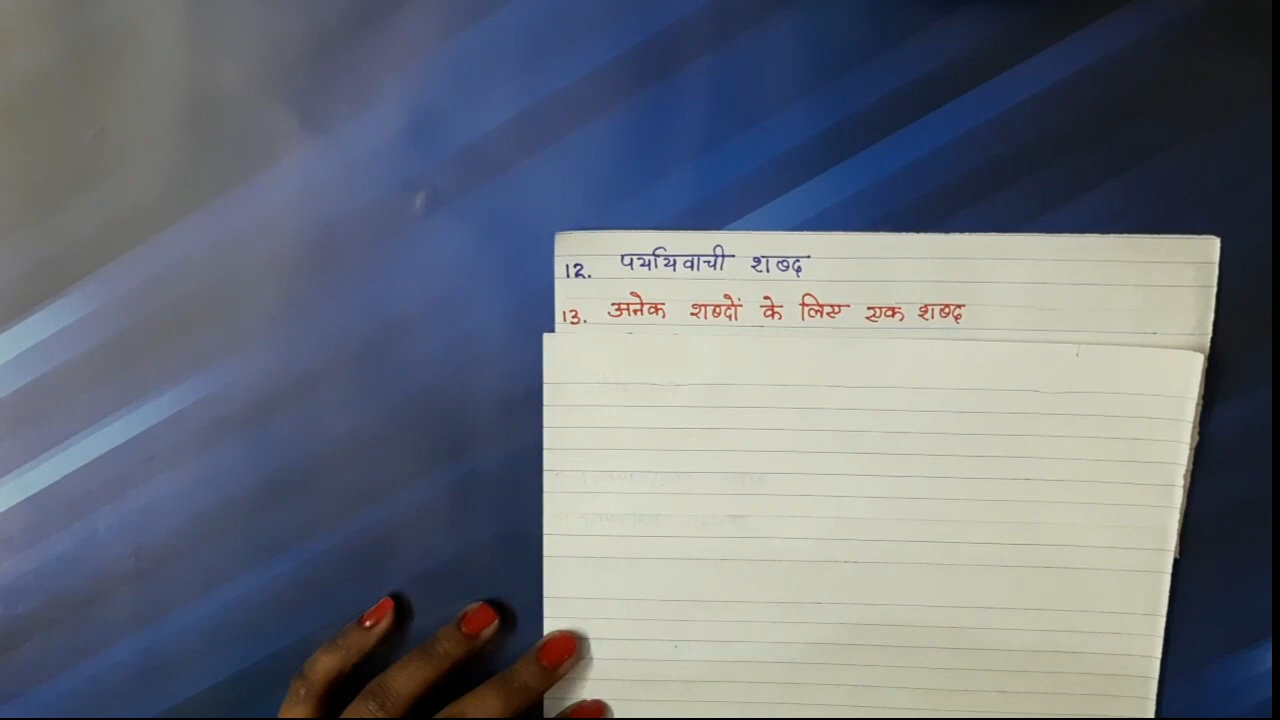 12. पर्यायवाची शब्द
13. अनेक शब्दों के लिए एक शब्द